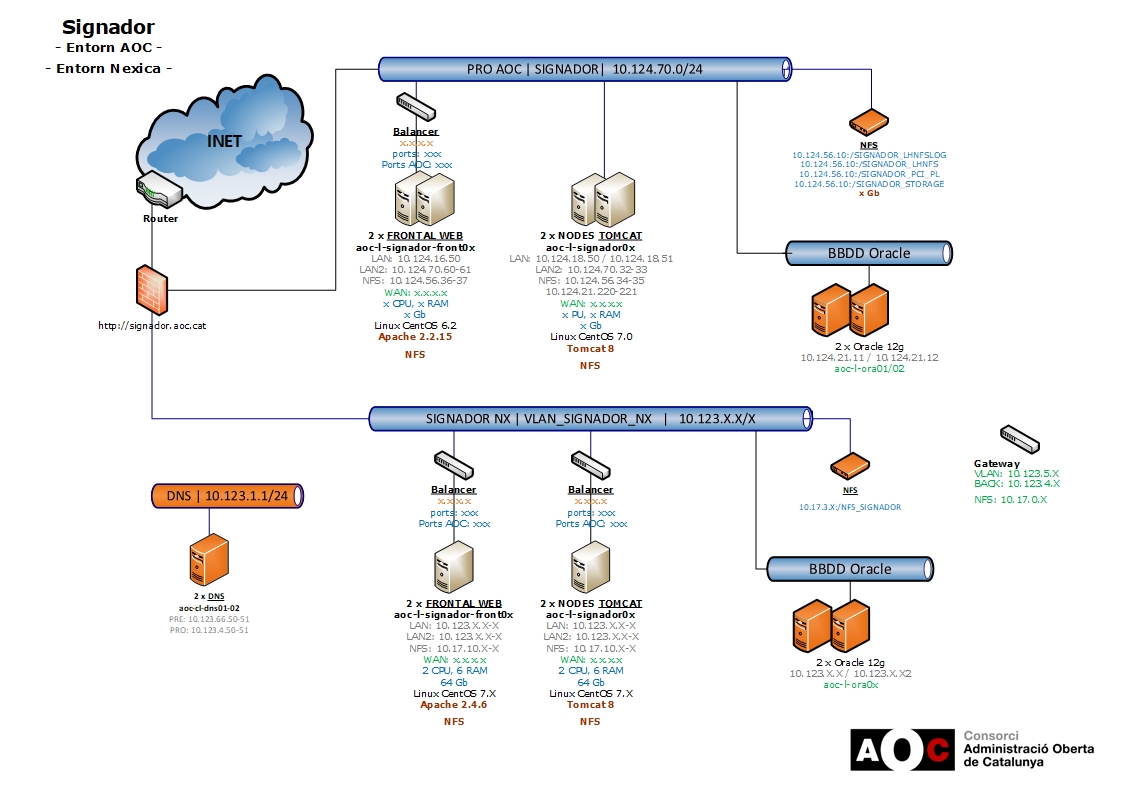 Signador
- Entorn AOC -
- Entorn Nexica -
INET
Router
http://signador.aoc.cat
PRO AOC | SIGNADOR| 10.124.70.0/24
Balancer
x.x.x.x
ports: xxx
Ports AOC: xxx
2 x FRONTAL WEB
aoc-l-signador-front0x
LAN: 10.124.16.50
LAN2: 10.124.70.60-61
NFS: 10.124.56.36-37
WAN: x.x.x.x
x CPU, x RAM
x Gb
Linux CentOS 6.2
Apache 2.2.15
NFS
2 x NODES TOMCAT
aoc-l-signador0x
LAN: 10.124.18.50 / 10.124.18.51
LAN2: 10.124.70.32-33
NFS: 10.124.56.34-35
10.124.21.220-221
WAN: x.x.x.x
x PU, x RAM
x Gb
Linux CentOS 7.0
Tomcat 8
NFS
NFS
10.124.56.10:/SIGNADOR_LHNFSLOG
10.124.56.10:/SIGNADOR_LHNFS
10.124.56.10:/SIGNADOR_PCI_PL
10.124.56.10:/SIGNADOR_STORAGE
x Gb
BBDD Oracle
2 x Oracle 12g
10.124.21.11 / 10.124.21.12
aoc-l-ora01/02
SIGNADOR NX | VLAN_SIGNADOR_NX | 10.123.X.X/X
Balancer
x.x.x.x
ports: xxx
Ports AOC: xxx
2 x FRONTAL WEB
aoc-l-signador-front0x
LAN: 10.123.X.X-X
LAN2: 10.123.X.X-X
NFS: 10.17.10.X-X
WAN: x.x.x.x
2 CPU, 6 RAM
64 Gb
Linux CentOS 7.X
Apache 2.4.6
NFS
Balancer
x.x.x.x
ports: xxx
Ports AOC: xxx
2 x NODES TOMCAT
aoc-l-signador0x
LAN: 10.123.X.X-X
LAN2: 10.123.X.X-X
NFS: 10.17.10.X-X
WAN: x.x.x.x
2 CPU, 6 RAM
64 Gb
Linux CentOS 7.X
Tomcat 8
NFS
NFS
10.17.3.X:/NFS_SIGNADOR
BBDD Oracle
2 x Oracle 12g
10.123.X.X / 10.123.X.X2
aoc-l-ora0x
Gateway
VLAN: 10.123.5.X
BACK: 10.123.4.X
NFS: 10.17.0.X
DNS | 10.123.1.1/24
2 x DNS
aoc-cl-dns01-02
PRE: 10.123.66.50-51
PRO: 10.123.4.50-51
AOC
Consorci
Administració Oberta
de Catalunya